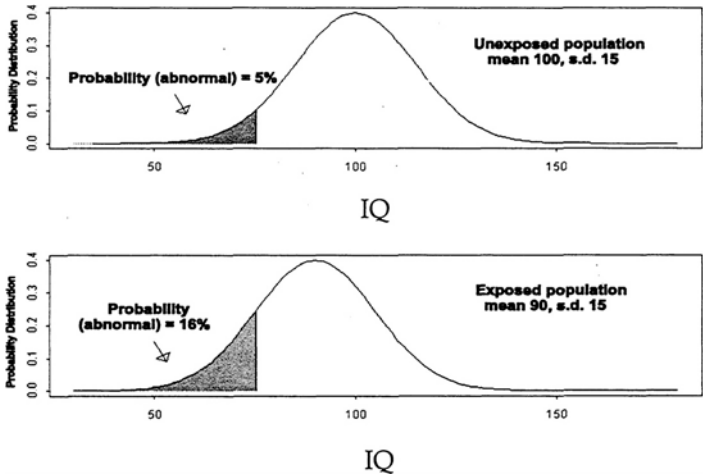 Probability Distribution
0.4
0.3
0.2
0.1
0.0
Unexposed population
mean 100, s.d. 15
Probability (abnormal) = 5%
50
100
150
IQ
Probability Distribution
0.4
0.3
0.2
0.1
0.0
Exposed population
mean 90, s.d. 15
Probability
(abnormal) = 16%
50
100
150
IQ